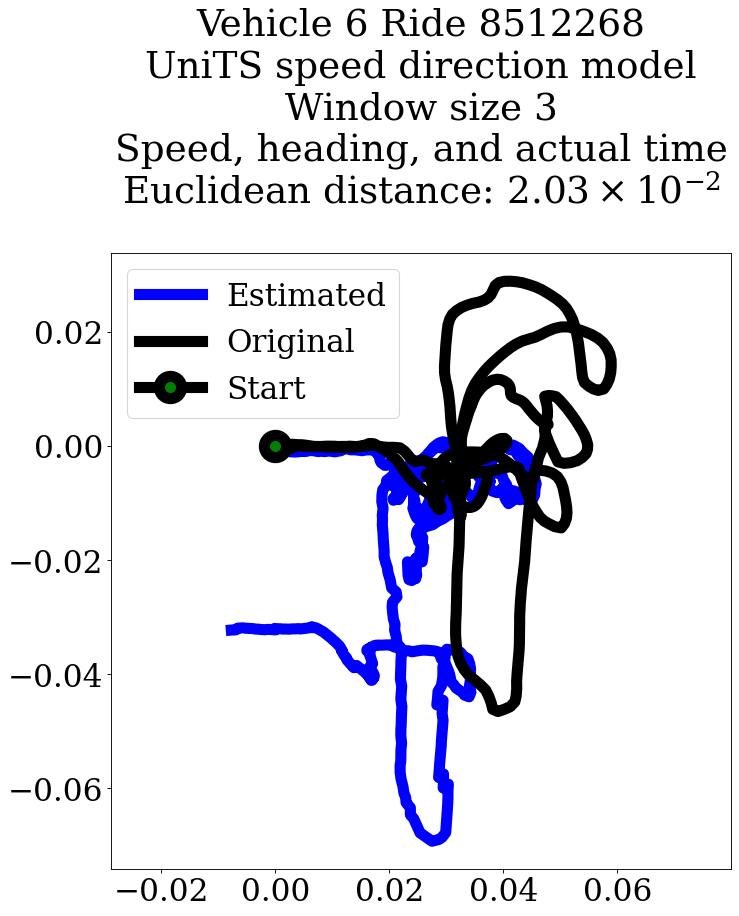 Vehicle 6 Ride 8512268
UniTS speed direction model
Window size 3
Speed, heading, and actual time
Euclidean distance: 2.03 × 10⁻²
Estimated
Original
Start
0.02
0.00
−0.02
−0.04
−0.06
−0.02 0.00 0.02 0.04 0.06